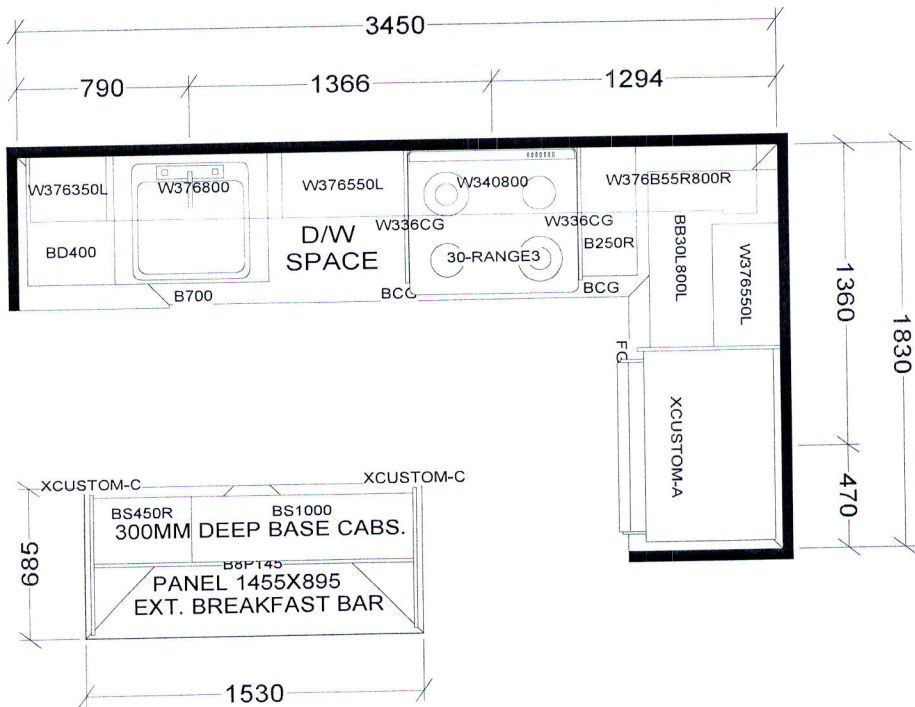 3450
790
1366
1294
W376350L
W376800
W376550L
W340800
W376B55R800R
W336CG
W336CG
BD400
D/W
SPACE
30-RANGE3
B250R
BB30L800L
W376550L
B700
BCG
BCG
FG
XCUSTOM-A
1360
1830
470
XCUSTOM-C
XCUSTOM-C
BS450R
BS1000
300MM DEEP BASE CABS.
PANEL 1455X895
EXT. BREAKFAST BAR
685
1530